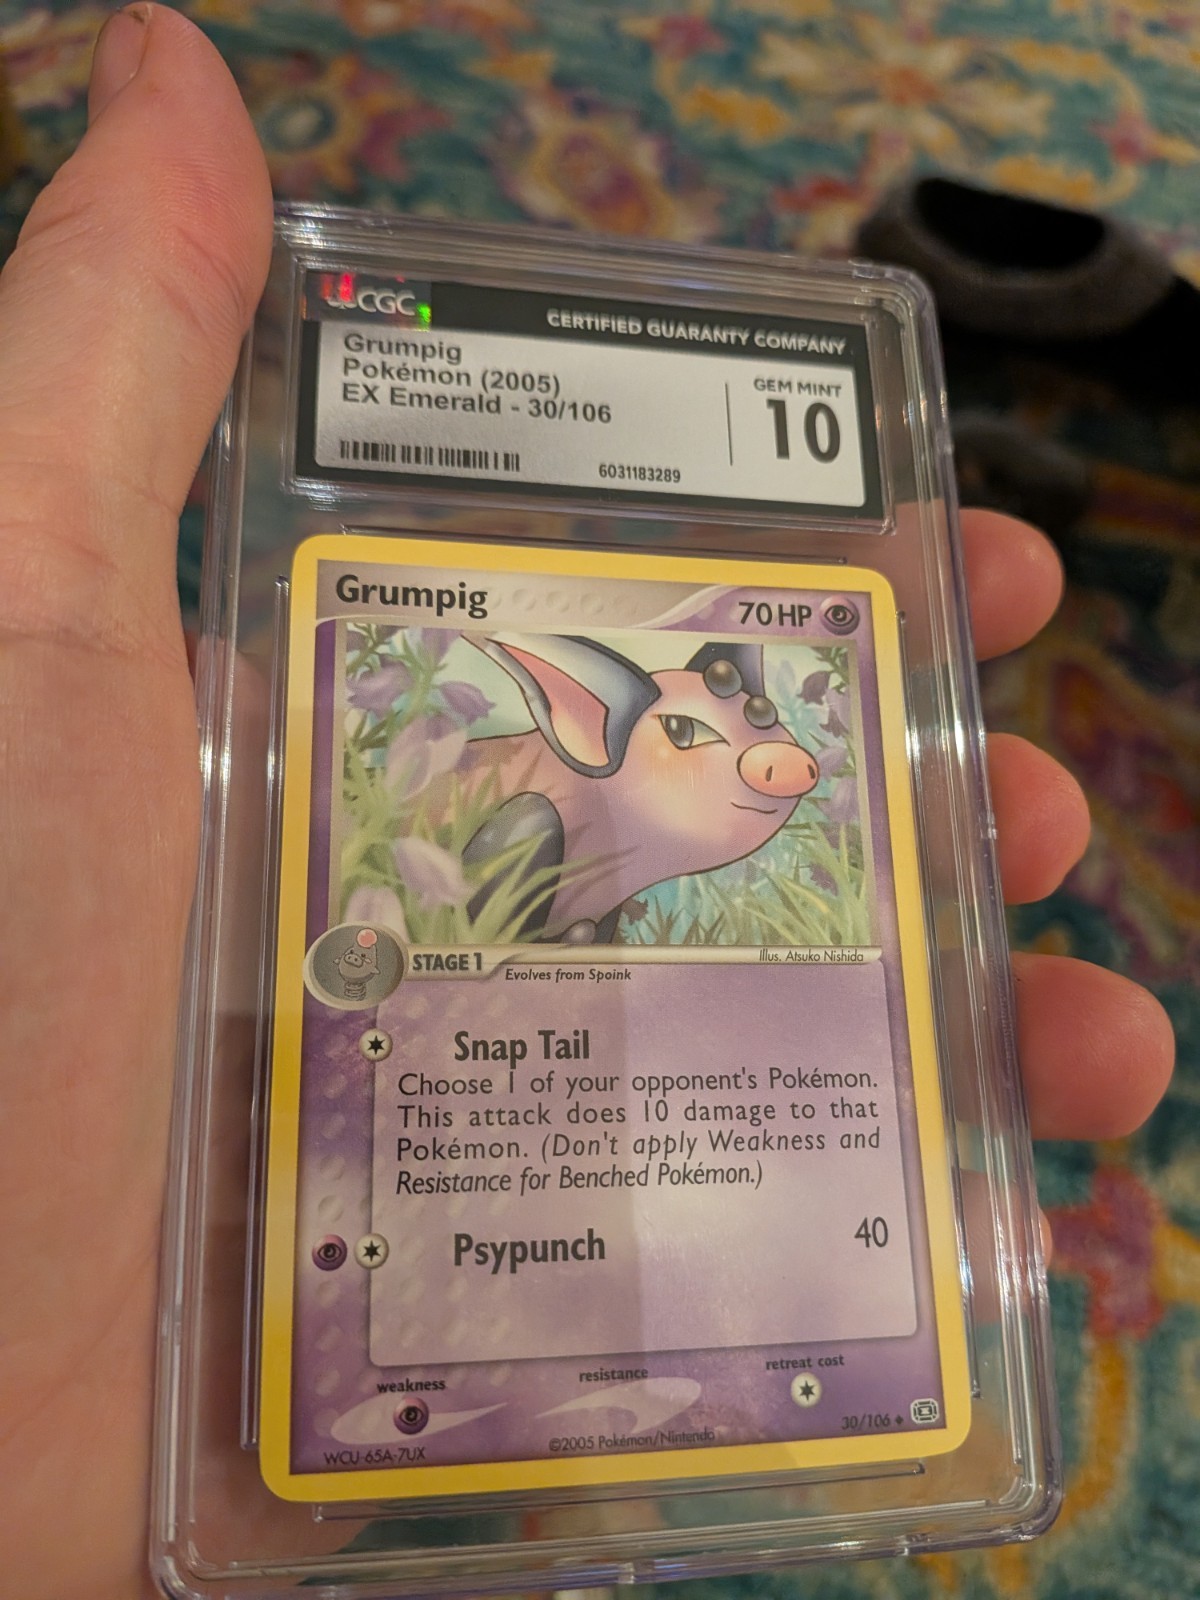 CGC
CERTIFIED GUARANTY COMPANY
Grumpig
Pokémon (2005)
EX Emerald - 30/106
GEM MINT
10
6031183289
Grumpig
70 HP
STAGE 1
Evolves from Spoink
Illus. Atsuko Nishida
Snap Tail
Choose 1 of your opponent's Pokémon.
This attack does 10 damage to that
Pokémon. (Don't apply Weakness and
Resistance for Benched Pokémon.)
Psypunch
40
weakness
resistance
retreat cost
30/106
WCU-65A-7UX
©2005 Pokémon/Nintendo